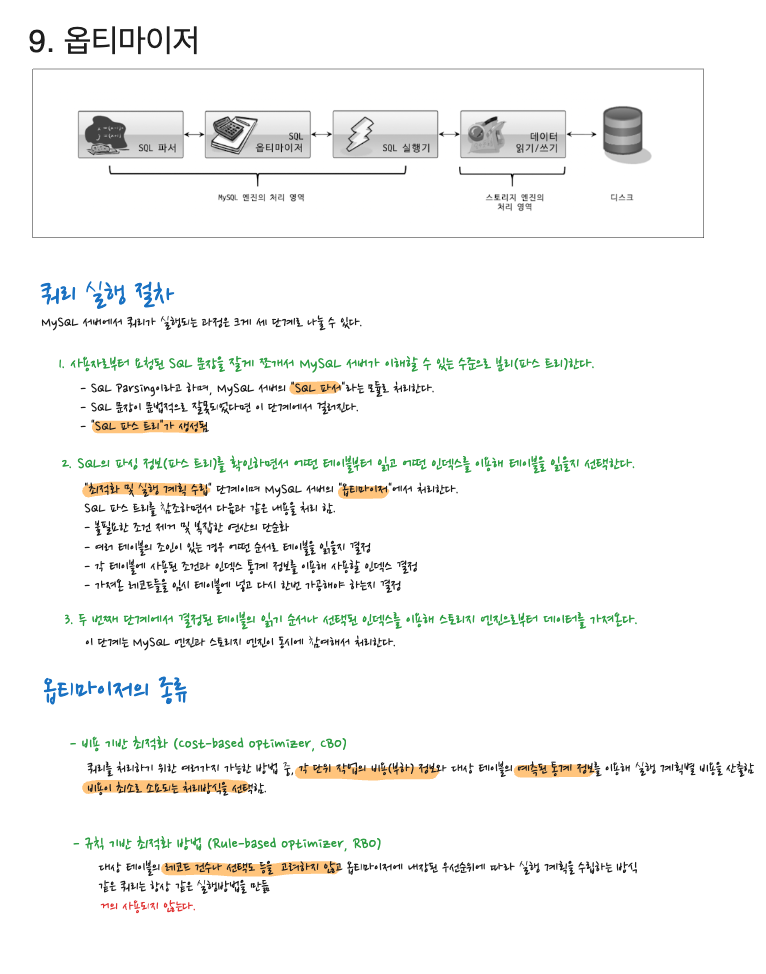 9. 옵티마이저
SQL 파서
SQL
옵티마이저
SQL 실행기
데이터
읽기/쓰기
MySQL 엔진의 처리 영역
스토리지 엔진의
처리 영역
디스크
쿼리 실행 절차
MySQL 서버에서 쿼리가 실행되는 과정은 크게 세 단계로 나눌 수 있다.
1. 사용자로부터 요청된 SQL 문장을 잘게 쪼개서 MySQL 서버가 이해할 수 있는 수준으로 분리(파스 트리)한다.
- SQL Parsing이라고 하며, MySQL 서버의 "SQL 파서"라는 모듈로 처리한다.
- SQL 문장이 문법적으로 잘못되었다면 이 단계에서 걸러진다.
- "SQL 파스 트리"가 생성됨
2. SQL의 파싱 정보(파스 트리)를 확인하면서 어떤 테이블부터 읽고 어떤 인덱스를 이용해 테이블을 읽을지 선택한다.
"최적화 및 실행 계획 수립" 단계이며 MySQL 서버의 "옵티마이저"에서 처리한다.
SQL 파스 트리를 참조하면서 다음과 같은 내용을 처리 함.
- 불필요한 조건 제거 및 복잡한 연산의 단순화
- 여러 테이블의 조인이 있는 경우 어떤 순서로 테이블을 읽을지 결정
- 각 테이블에 사용된 조건과 인덱스 통계 정보를 이용해 사용할 인덱스 결정
- 가져온 레코드들을 임시 테이블에 넣고 다시 한번 가공해야 하는지 결정
3. 두 번째 단계에서 결정된 테이블의 읽기 순서나 선택된 인덱스를 이용해 스토리지 엔진으로부터 데이터를 가져온다.
이 단계는 MySQL 엔진과 스토리지 엔진이 동시에 참여해서 처리한다.
옵티마이저의 종류
- 비용 기반 최적화 (Cost-based optimizer, CBO)
쿼리를 처리하기 위한 여러가지 가능한 방법 중, 각 단위 작업의 비용(부하) 정보와 대상 테이블의 예측된 통계 정보를 이용해 실행 계획별 비용을 산출함
비용이 최소로 소요되는 처리방식을 선택함.
- 규칙 기반 최적화 방법 (Rule-based optimizer, RBO)
대상 테이블의 레코드 건수나 선택도 등을 고려하지 않고 옵티마이저에 내장된 우선순위에 따라 실행 계획을 수립하는 방식
같은 쿼리는 항상 같은 실행방법을 만듦
거의 사용되지 않는다.